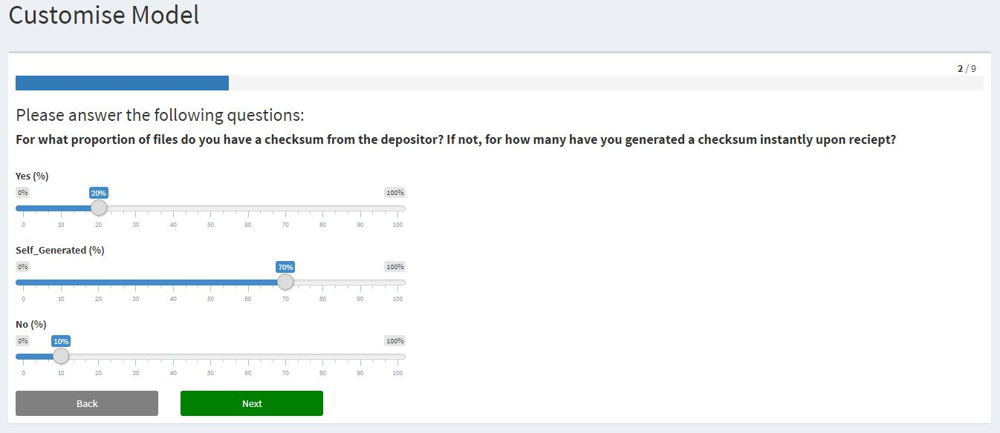 Customise Model
2 / 9
Please answer the following questions:
For what proportion of files do you have a checksum from the depositor? If not, for how many have you generated a checksum instantly upon reciept?
Yes (%)
0% 20% 100%
0 10 20 30 40 50 60 70 80 90 100
Self_Generated (%)
0% 70% 100%
0 10 20 30 40 50 60 70 80 90 100
No (%)
0% 10% 100%
0 10 20 30 40 50 60 70 80 90 100
Back Next